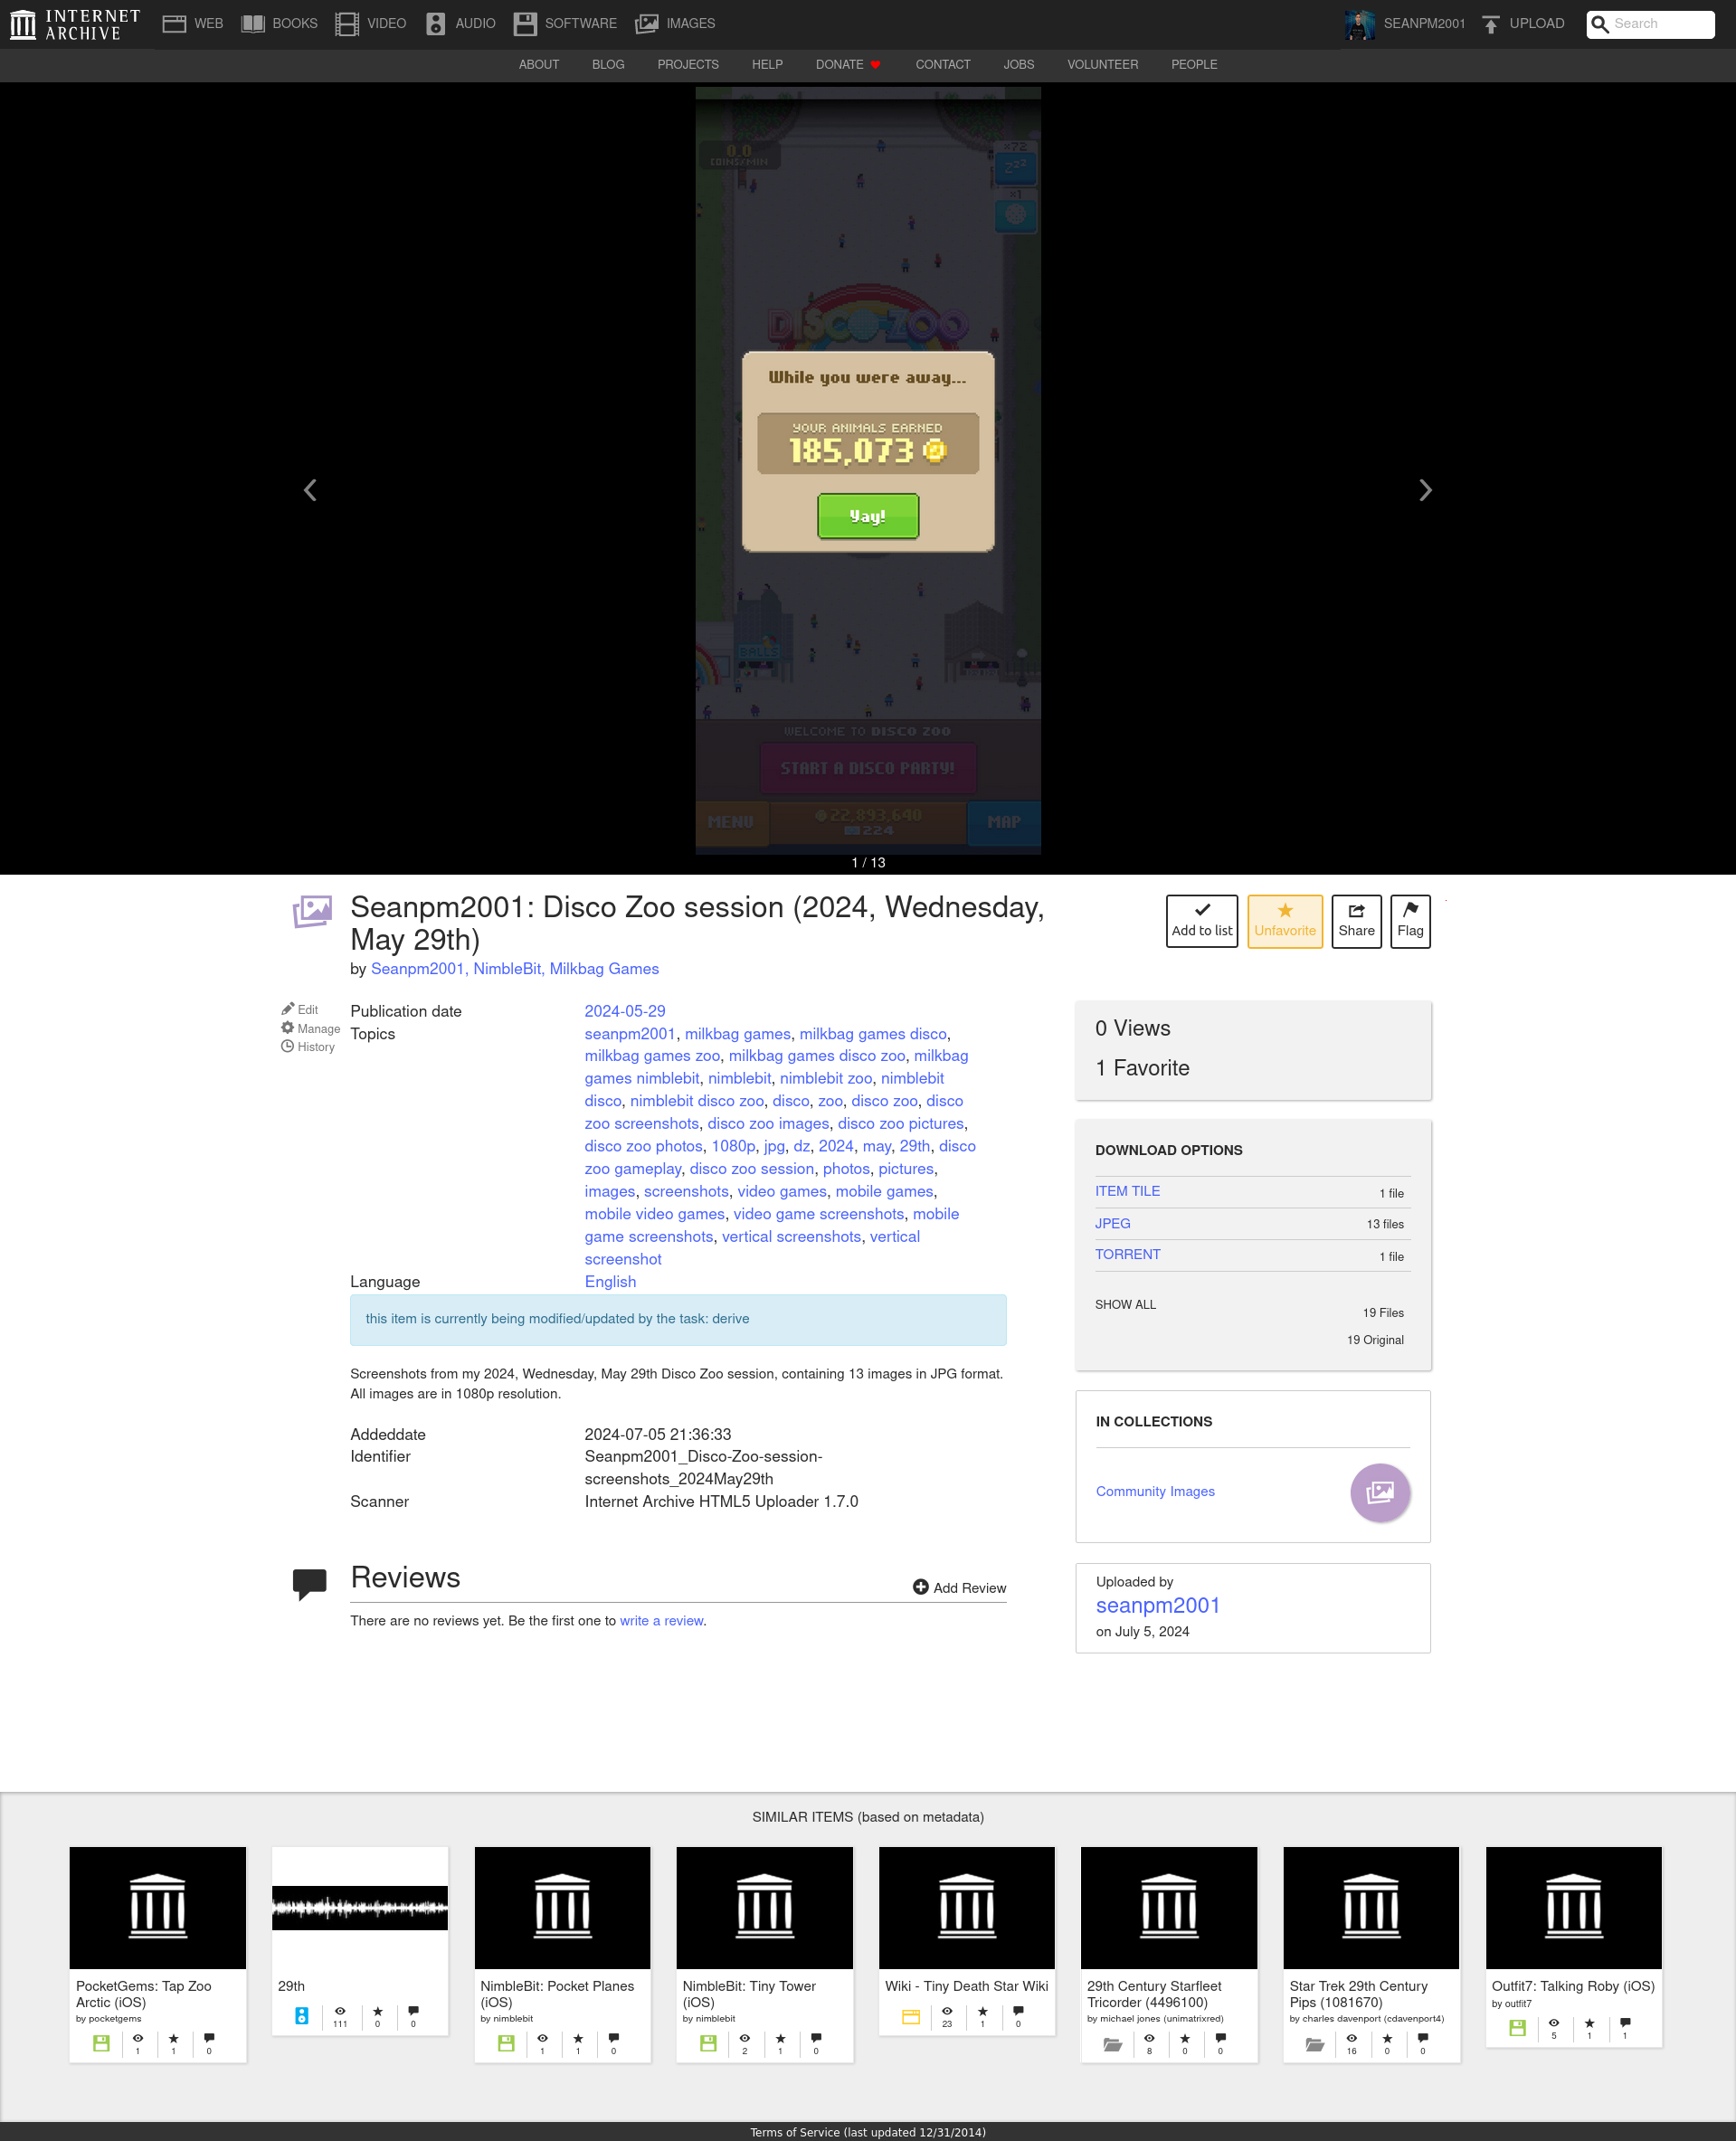 INTERNET ARCHIVE
WEB
BOOKS
VIDEO
AUDIO
SOFTWARE
IMAGES
SEANPM2001
UPLOAD
Search
ABOUT
BLOG
PROJECTS
HELP
DONATE
CONTACT
JOBS
VOLUNTEER
PEOPLE
0.0
COINS/MIN
x72
zzz
x1
DISCO ZOO
While you were away...
YOUR ANIMALS EARNED
185,073
Yay!
BALLS
WELCOME TO DISCO ZOO
START A DISCO PARTY!
MENU
22,893,640
224
MAP
1 / 13
Seanpm2001: Disco Zoo session (2024, Wednesday,
May 29th)
by Seanpm2001, NimbleBit, Milkbag Games
Add to list
Unfavorite
Share
Flag
Edit
Manage
History
Publication date 2024-05-29
Topics seanpm2001, milkbag games, milkbag games disco,
milkbag games zoo, milkbag games disco zoo, milkbag
games nimblebit, nimblebit, nimblebit zoo, nimblebit
disco, nimblebit disco zoo, disco, zoo, disco zoo, disco
zoo screenshots, disco zoo images, disco zoo pictures,
disco zoo photos, 1080p, jpg, dz, 2024, may, 29th, disco
zoo gameplay, disco zoo session, photos, pictures,
images, screenshots, video games, mobile games,
mobile video games, video game screenshots, mobile
game screenshots, vertical screenshots, vertical
screenshot
Language English
this item is currently being modified/updated by the task: derive
Screenshots from my 2024, Wednesday, May 29th Disco Zoo session, containing 13 images in JPG format.
All images are in 1080p resolution.
Addeddate 2024-07-05 21:36:33
Identifier Seanpm2001_Disco-Zoo-session-
screenshots_2024May29th
Scanner Internet Archive HTML5 Uploader 1.7.0
Reviews
Add Review
There are no reviews yet. Be the first one to write a review.
0 Views
1 Favorite
DOWNLOAD OPTIONS
ITEM TILE 1 file
JPEG 13 files
TORRENT 1 file
SHOW ALL 19 Files
19 Original
IN COLLECTIONS
Community Images
Uploaded by
seanpm2001
on July 5, 2024
SIMILAR ITEMS (based on metadata)
PocketGems: Tap Zoo
Arctic (iOS)
by pocketgems
1 1 0
29th
111 0 0
NimbleBit: Pocket Planes
(iOS)
by nimblebit
1 1 0
NimbleBit: Tiny Tower
(iOS)
by nimblebit
2 1 0
Wiki - Tiny Death Star Wiki
23 1 0
29th Century Starfleet
Tricorder (4496100)
by michael jones (unimatrixred)
8 0 0
Star Trek 29th Century
Pips (1081670)
by charles davenport (cdavenport4)
16 0 0
Outfit7: Talking Roby (iOS)
by outfit7
5 1 1
Terms of Service (last updated 12/31/2014)